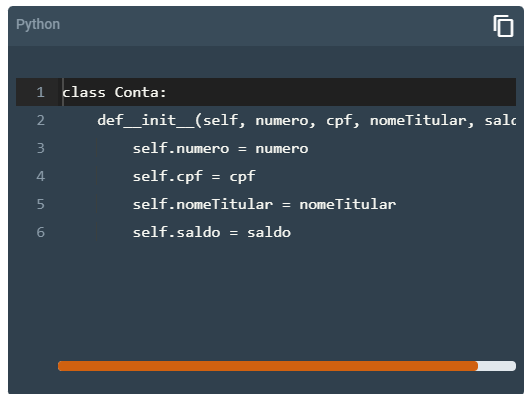 Python
1 class Conta:
2 def__init__(self, numero, cpf, nomeTitular,
3 self.numero = numero
4 self.cpf = cpf
5 self.nomeTitular = nomeTitular
6 self.saldo = saldo